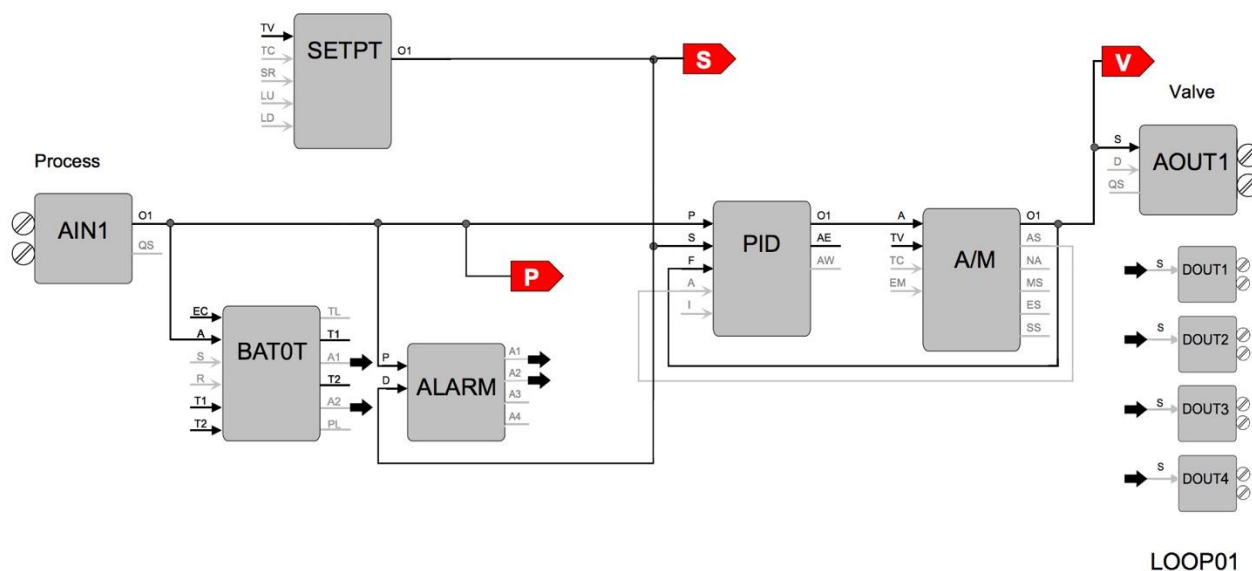 TV
TC
SR
LU
LD
SETPT
O1
S
V
Valve
S
D
QS
AOUT1
Process
AIN1
O1
QS
P
S
F
A
I
PID
O1
AE
AW
A
TV
TC
EM
A/M
O1
AS
NA
MS
ES
SS
P
EC
A
S
R
T1
T2
BAT0T
TL
T1
A1
T2
A2
PL
P
D
ALARM
A1
A2
A3
A4
S
DOUT1
S
DOUT2
S
DOUT3
S
DOUT4
LOOP01